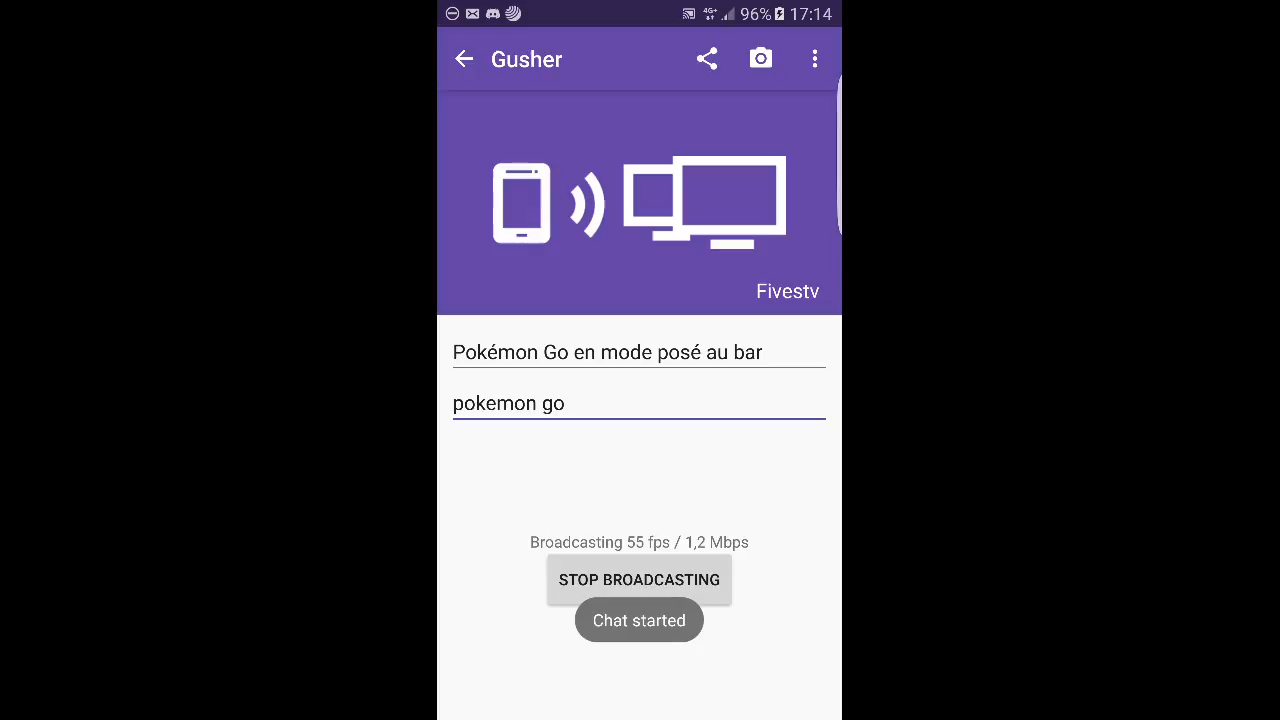 4G+ 96% 17:14
Gusher
Fivestv
Pokémon Go en mode posé au bar
pokemon go
Broadcasting 55 fps / 1,2 Mbps
STOP BROADCASTING
Chat started